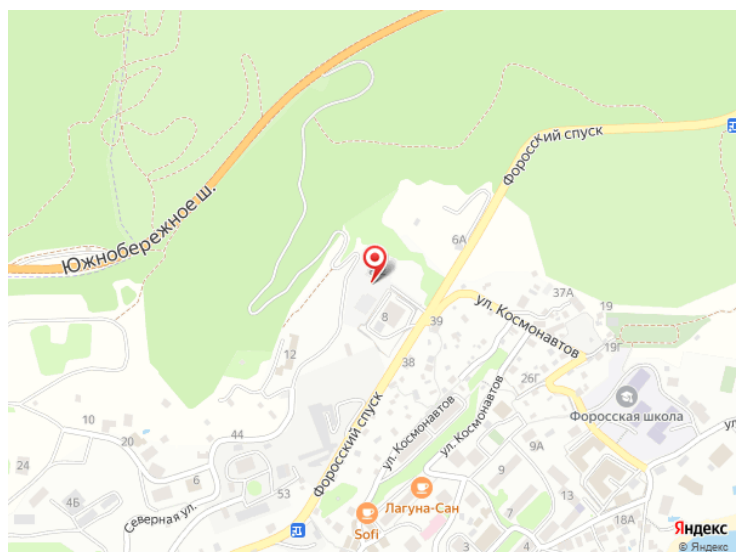 Форосский спуск
Южнобережное ш.
6А
37А
19
ул. Космонавтов
8
39
19Г
12
38
26Г
Форосская школа
10
44
20
ул. Космонавтов
ул. Космонавтов
Форосский спуск
9А
24
4Б
53
9
7
13
Северная ул.
Лагуна-Сан
Sofi
3
4
11
18А
Яндекс
© Яндекс